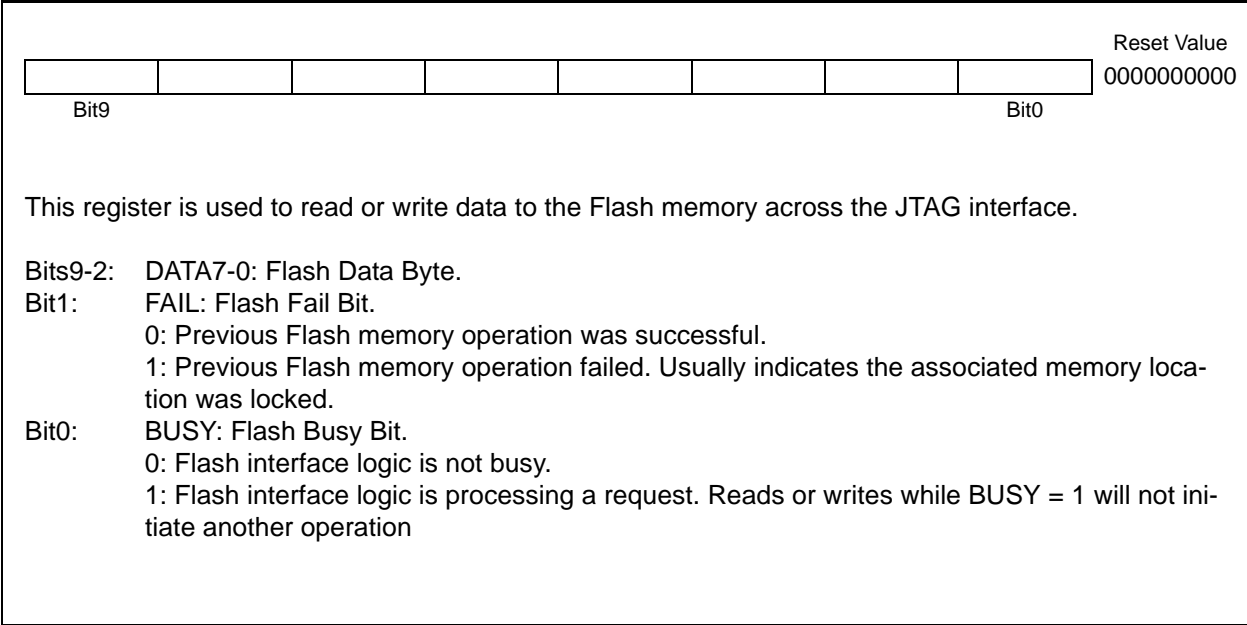 Reset Value
0000000000
Bit9 Bit0
This register is used to read or write data to the Flash memory across the JTAG interface.
Bits9-2: DATA7-0: Flash Data Byte.
Bit1: FAIL: Flash Fail Bit.
0: Previous Flash memory operation was successful.
1: Previous Flash memory operation failed. Usually indicates the associated memory loca-
tion was locked.
Bit0: BUSY: Flash Busy Bit.
0: Flash interface logic is not busy.
1: Flash interface logic is processing a request. Reads or writes while BUSY = 1 will not ini-
tiate another operation